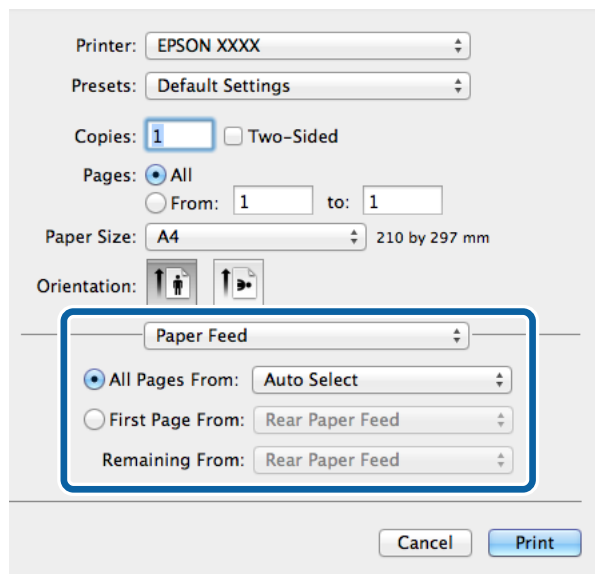 Printer: EPSON XXXX
Presets: Default Settings
Copies: 1 Two-Sided
Pages: All
From: 1 to: 1
Paper Size: A4 210 by 297 mm
Orientation:
Paper Feed
All Pages From: Auto Select
First Page From: Rear Paper Feed
Remaining From: Rear Paper Feed
Cancel Print